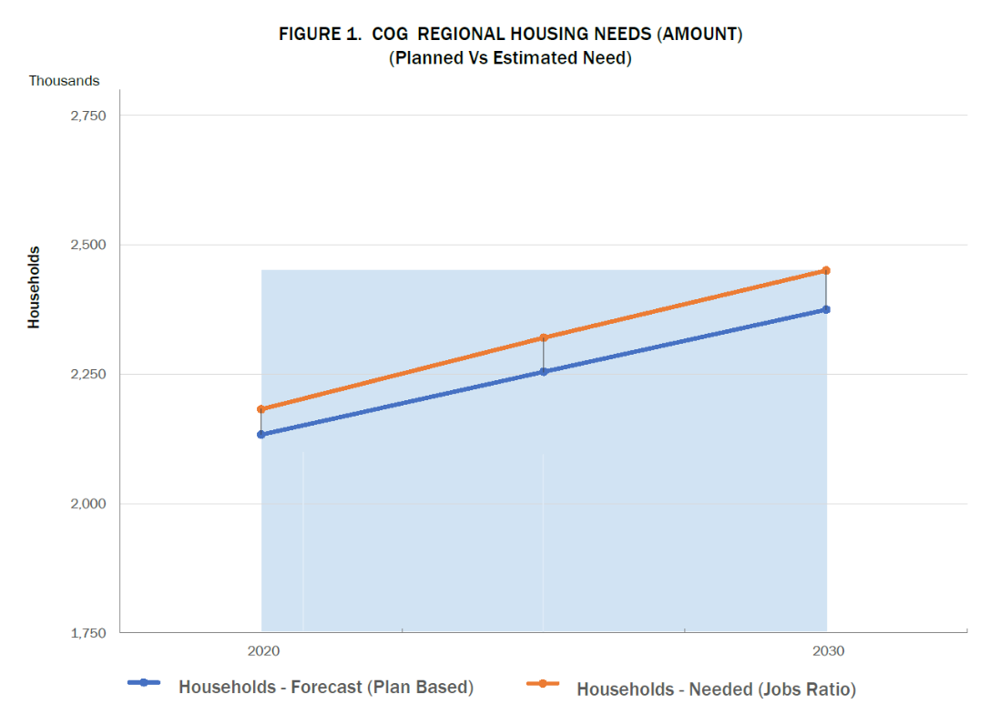 FIGURE 1.  COG  REGIONAL HOUSING NEEDS (AMOUNT)
(Planned Vs Estimated Need)
Thousands
2,750
2,500
2,250
2,000
1,750
Households
2020
2030
Households - Forecast (Plan Based)
Households - Needed (Jobs Ratio)